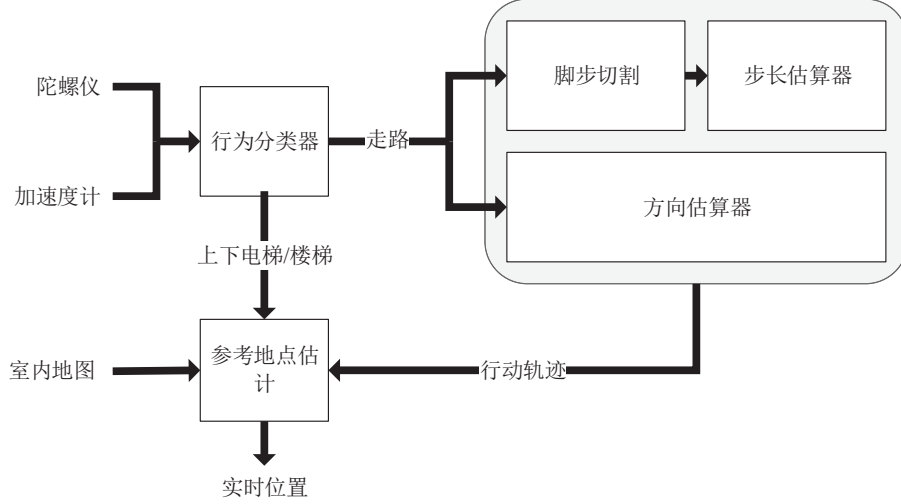 陀螺仪
加速度计
行为分类器
走路
脚步切割
步长估算器
方向估算器
上下电梯/楼梯
室内地图
参考地点估
计
行动轨迹
实时位置